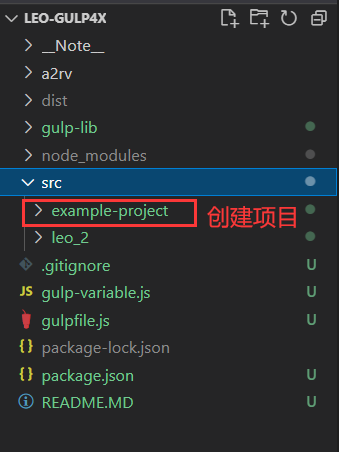 LEO-GULP4X
__Note__
a2rv
dist
gulp-lib
node_modules
src
example-project 创建项目
leo_2
.gitignore U
JS gulp-variable.js U
gulpfile.js U
{} package-lock.json
{} package.json U
README.MD U